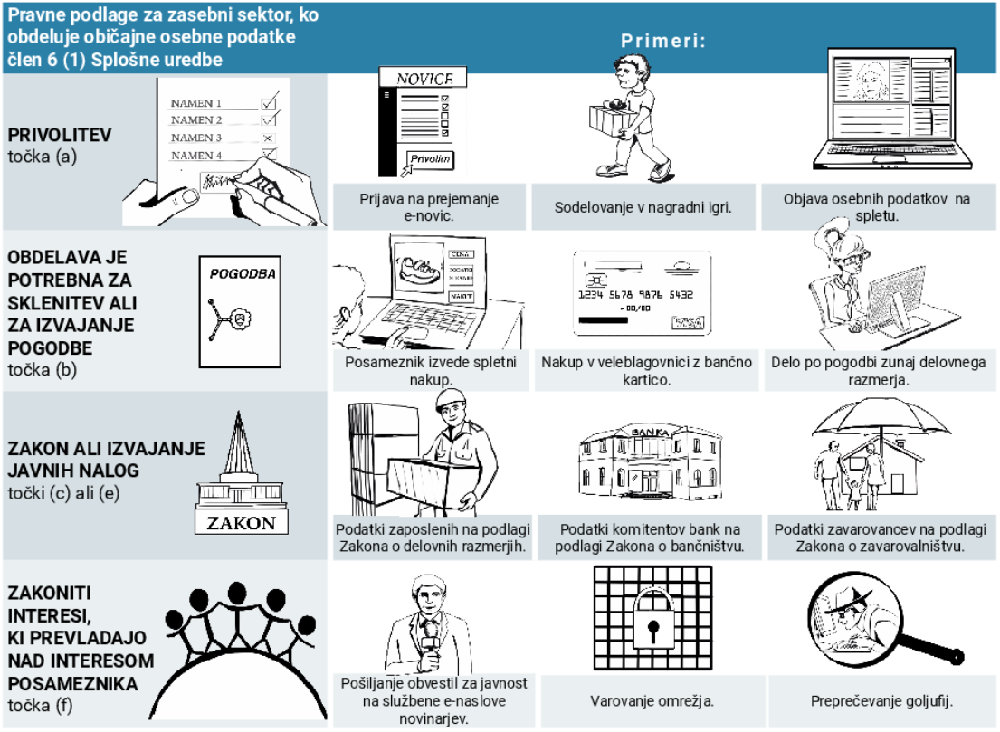 Pravne podlage za zasebni sektor, ko
obdeluje običajne osebne podatke
člen 6 (1) Splošne uredbe
Primeri:
PRIVOLITEV
točka (a)
NAMEN 1
NAMEN 2
NAMEN 3
NAMEN 4
NOVICE
Privolim
Prijava na prejemanje
e-novic.
Sodelovanje v nagradni igri.
Objava osebnih podatkov na
spletu.
OBDELAVA JE
POTREBNA ZA
SKLENITEV ALI
ZA IZVAJANJE
POGODBE
točka (b)
POGODBA
CENA
PODATKI
NAKUP
Posameznik izvede spletni
nakup.
1234 5678 9876 5432
00/00
Nakup v veleblagovnici z bančno
kartico.
Delo po pogodbi zunaj delovnega
razmerja.
ZAKON ALI IZVAJANJE
JAVNIH NALOG
točki (c) ali (e)
ZAKON
Podatki zaposlenih na podlagi
Zakona o delovnih razmerjih.
BANKA
Podatki komitentov bank na
podlagi Zakona o bančništvu.
Podatki zavarovancev na podlagi
Zakona o zavarovalništvu.
ZAKONITI
INTERESI,
KI PREVLADAJO
NAD INTERESOM
POSAMEZNIKA
točka (f)
Pošiljanje obvestil za javnost
na službene e-naslove
novinarjev.
Varovanje omrežja.
Preprečevanje goljufij.